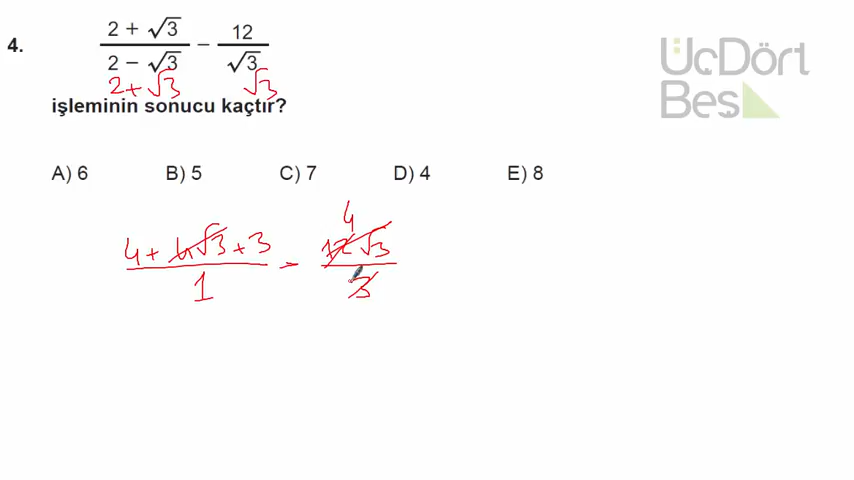 4. (2 + √3)/(2 − √3) − 12/√3
2 + √3 √3
işleminin sonucu kaçtır?
ÜçDört
Beş
A) 6 B) 5 C) 7 D) 4 E) 8
4
4 + 4√3 + 3 − 12√3
1 3